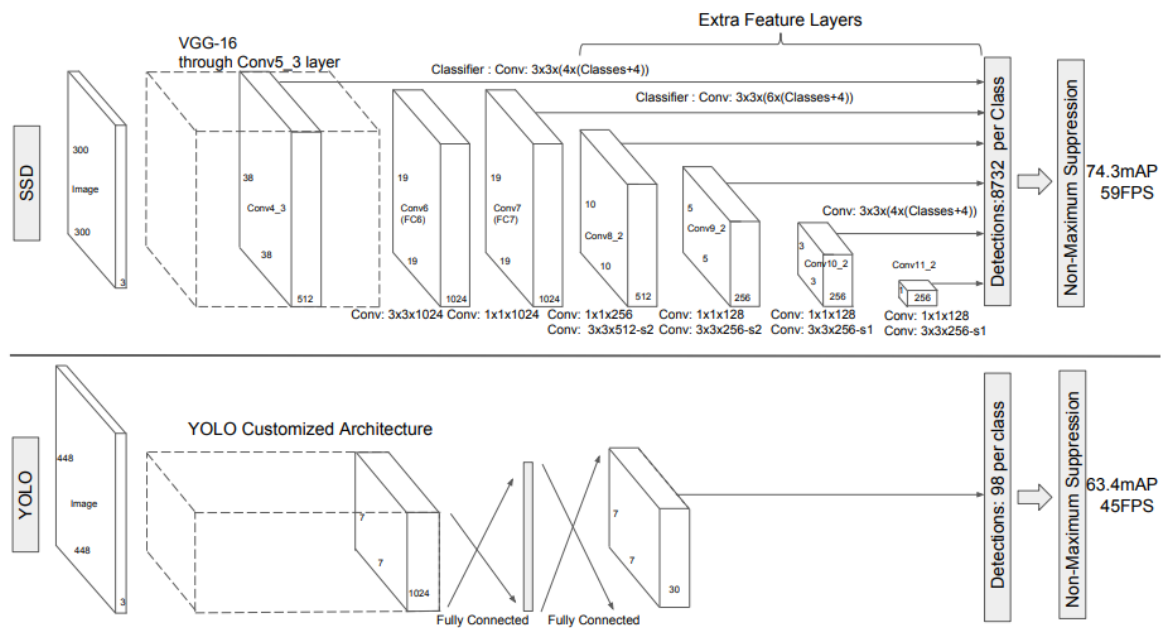 Extra Feature Layers
VGG-16
through Conv5_3 layer
Classifier : Conv: 3x3x(4x(Classes+4))
Classifier : Conv: 3x3x(6x(Classes+4))
SSD
300
Image
300
3
38
Conv4_3
38
512
19
Conv6
(FC6)
19
1024
19
Conv7
(FC7)
19
1024
10
Conv8_2
10
512
5
Conv9_2
5
256
Conv: 3x3x(4x(Classes+4))
3
Conv10_2
3
256
Conv11_2
1
256
Detections:8732 per Class
Non-Maximum Suppression
74.3mAP
59FPS
Conv: 3x3x1024
Conv: 1x1x1024
Conv: 1x1x256
Conv: 3x3x512-s2
Conv: 1x1x128
Conv: 3x3x256-s2
Conv: 1x1x128
Conv: 3x3x256-s1
Conv: 1x1x128
Conv: 3x3x256-s1
YOLO
448
Image
448
3
YOLO Customized Architecture
7
7
1024
Fully Connected
Fully Connected
7
7
30
Detections: 98 per class
Non-Maximum Suppression
63.4mAP
45FPS